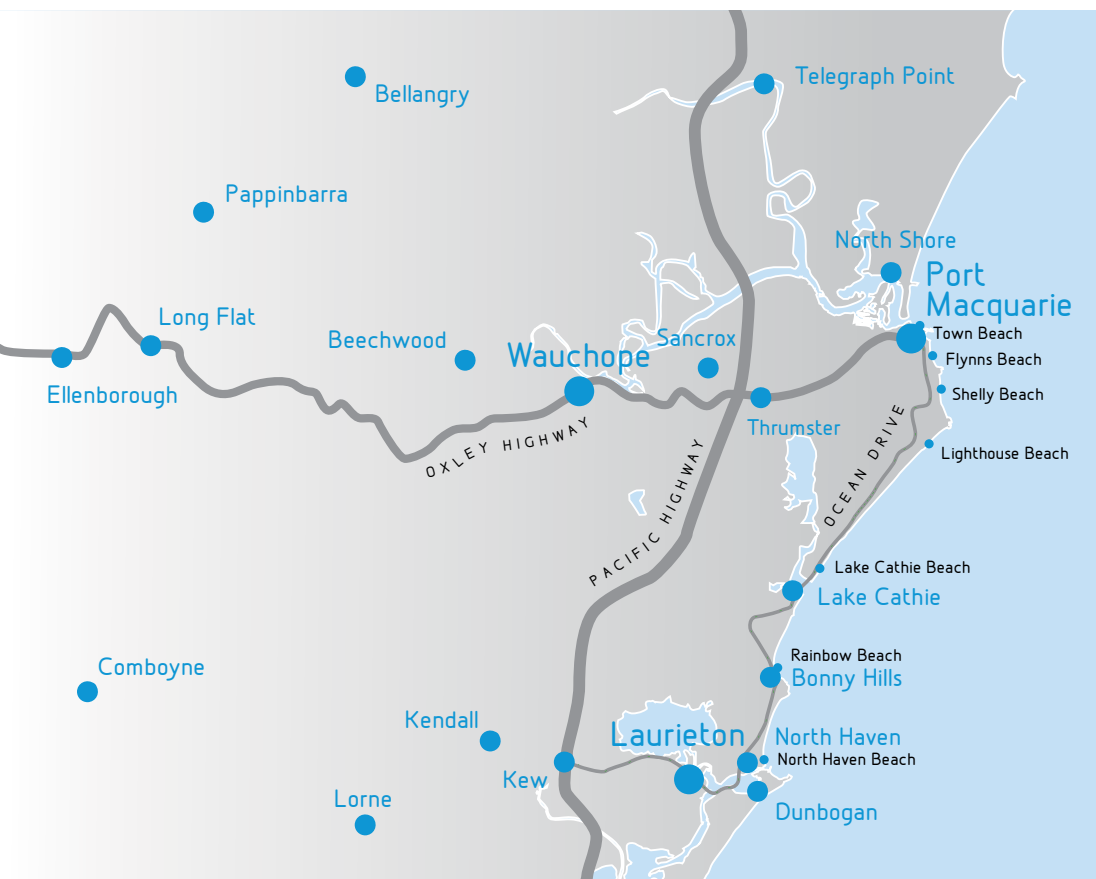 Telegraph Point
Bellangry
Pappinbarra
North Shore
Port
Macquarie
Long Flat
Town Beach
Beechwood
Sancrox
Wauchope
Flynns Beach
Ellenborough
Shelly Beach
Thrumster
OXLEY HIGHWAY
OCEAN DRIVE
Lighthouse Beach
PACIFIC HIGHWAY
Lake Cathie Beach
Lake Cathie
Rainbow Beach
Comboyne
Bonny Hills
Kendall
Laurieton
North Haven
North Haven Beach
Kew
Lorne
Dunbogan